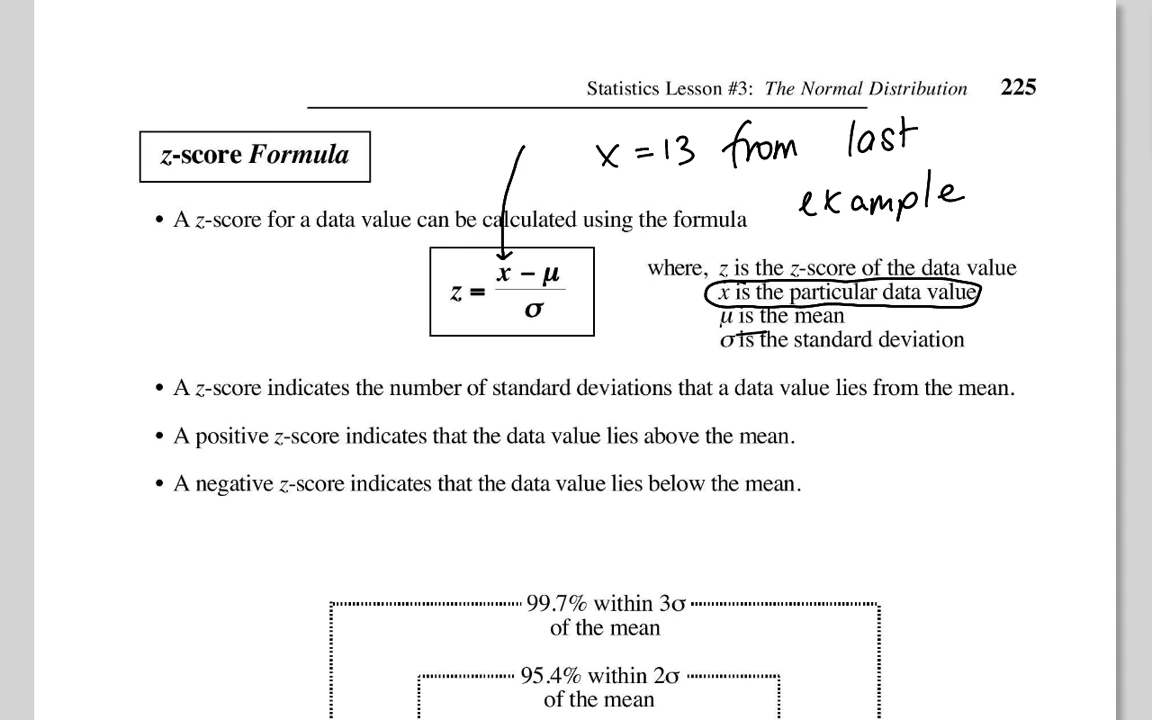 Statistics Lesson #3: The Normal Distribution 225
z-score Formula
x = 13 from last
example
• A z-score for a data value can be calculated using the formula
z = x − μ / σ
where, z is the z-score of the data value
x is the particular data value
μ is the mean
σ is the standard deviation
• A z-score indicates the number of standard deviations that a data value lies from the mean.
• A positive z-score indicates that the data value lies above the mean.
• A negative z-score indicates that the data value lies below the mean.
99.7% within 3σ
of the mean
95.4% within 2σ
of the mean